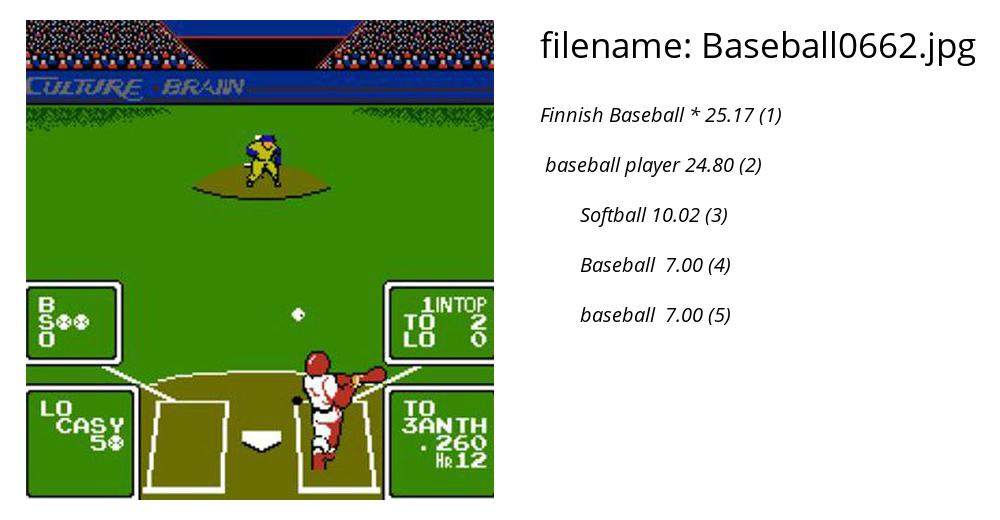 filename: Baseball0662.jpg
Finnish Baseball * 25.17 (1)
baseball player 24.80 (2)
Softball 10.02 (3)
Baseball 7.00 (4)
baseball 7.00 (5)
CULTURE BRAIN
B
S
O
1INTOP
TO 2
LO 0
LO
CASY
5
TO
3ANTH
.260
HR12